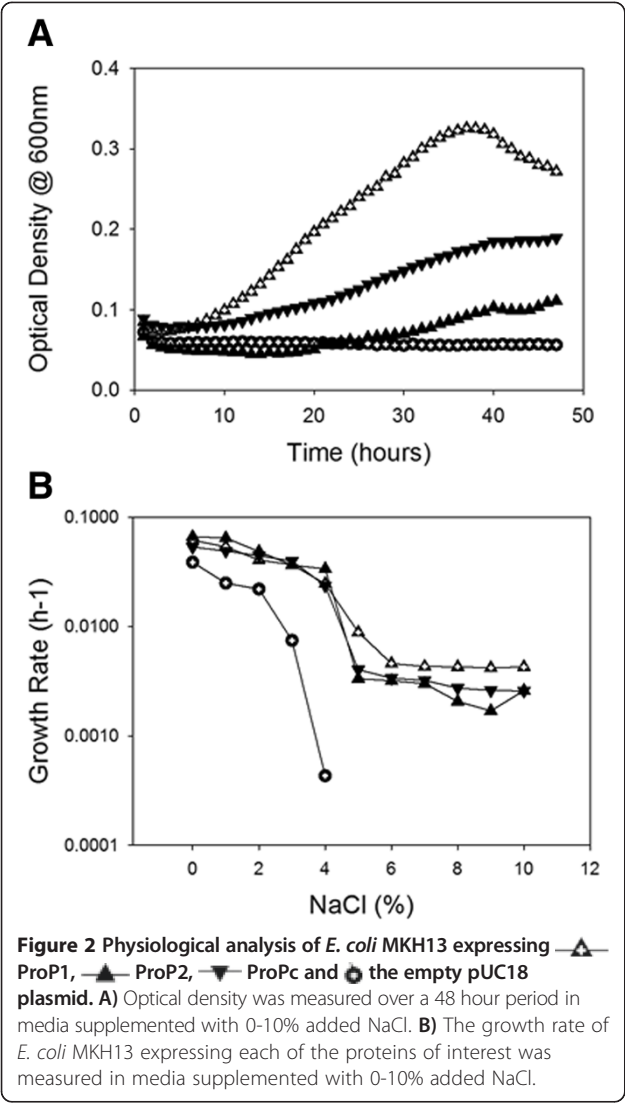 A
Optical Density @ 600nm
0.4
0.3
0.2
0.1
0.0
0 10 20 30 40 50
Time (hours)
B
Growth Rate (h-1)
0.1000
0.0100
0.0010
0.0001
0 2 4 6 8 10 12
NaCl (%)
Figure 2 Physiological analysis of E. coli MKH13 expressing
ProP1, ProP2, ProPc and the empty pUC18
plasmid. A) Optical density was measured over a 48 hour period in
media supplemented with 0-10% added NaCl. B) The growth rate of
E. coli MKH13 expressing each of the proteins of interest was
measured in media supplemented with 0-10% added NaCl.